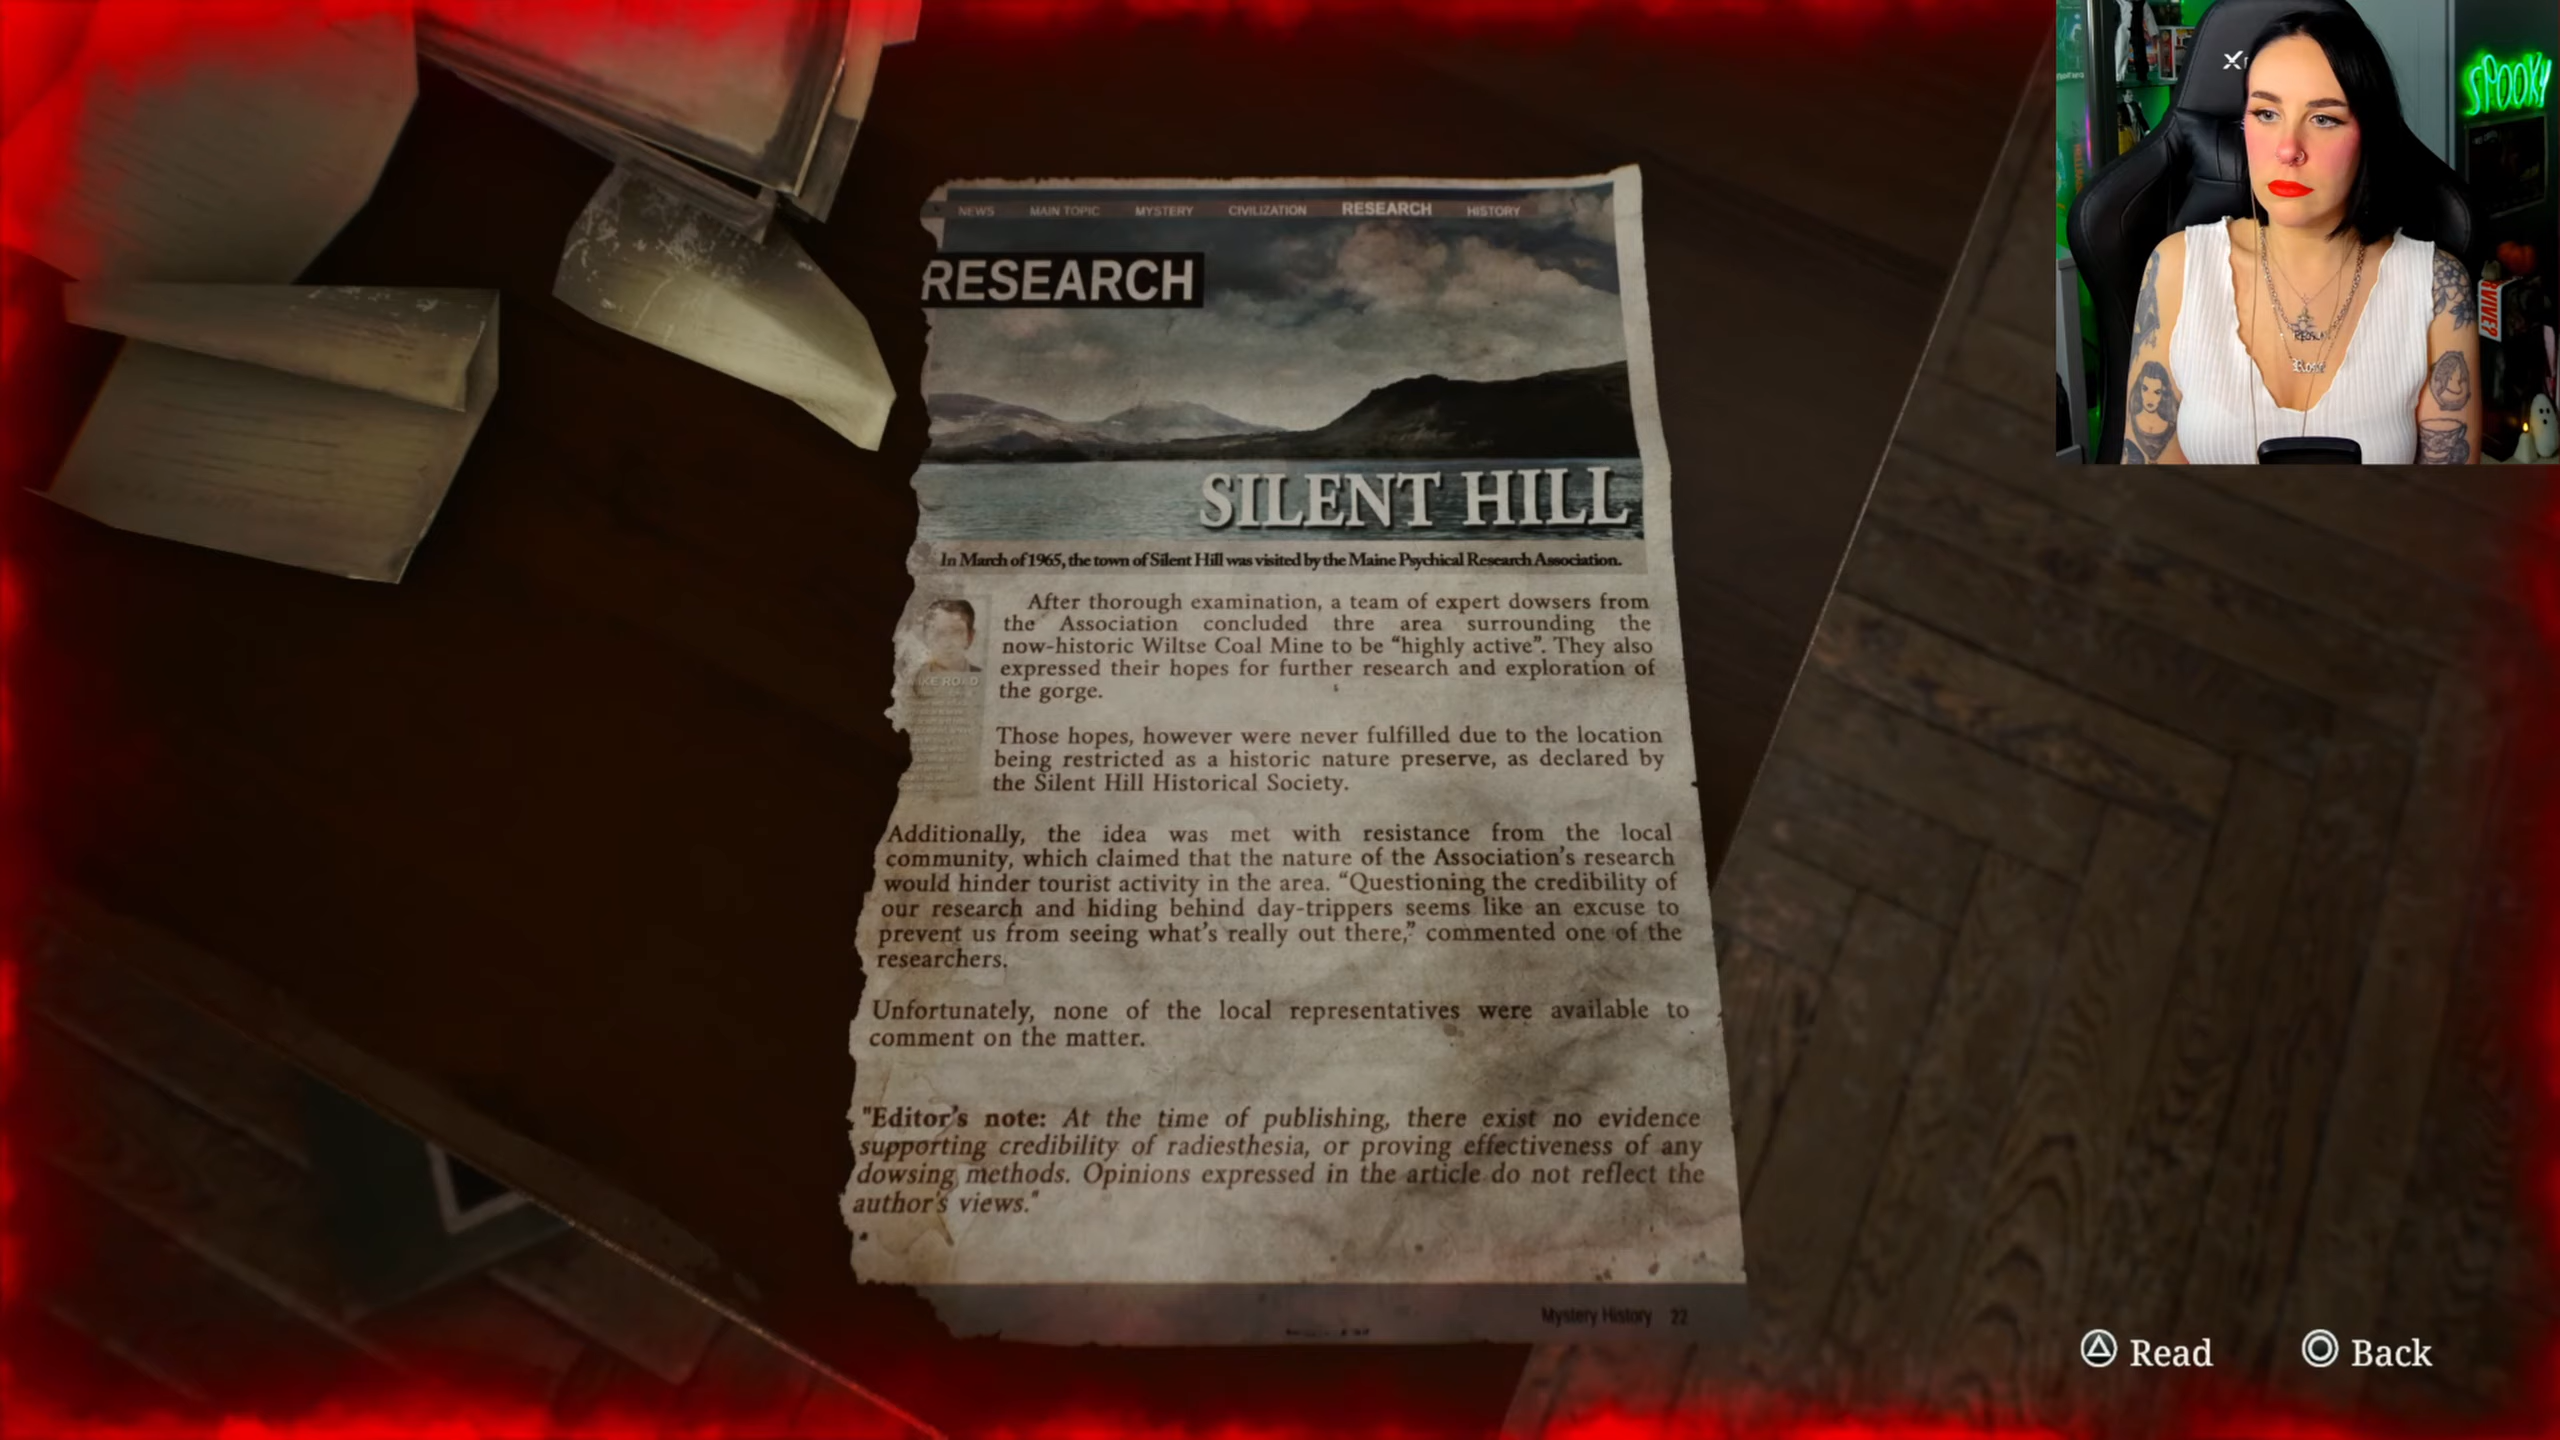 NEWS MAIN TOPIC MYSTERY CIVILIZATION RESEARCH HISTORY
RESEARCH
SILENT HILL
In March of 1965, the town of Silent Hill was visited by the Maine Psychical Research Association.
After thorough examination, a team of expert dowsers from
the Association concluded thre area surrounding the
now-historic Wiltse Coal Mine to be “highly active”. They also
expressed their hopes for further research and exploration of
the gorge.
Those hopes, however were never fulfilled due to the location
being restricted as a historic nature preserve, as declared by
the Silent Hill Historical Society.
Additionally, the idea was met with resistance from the local
community, which claimed that the nature of the Association's research
would hinder tourist activity in the area. “Questioning the credibility of
our research and hiding behind day-trippers seems like an excuse to
prevent us from seeing what's really out there,” commented one of the
researchers.
Unfortunately, none of the local representatives were available to
comment on the matter.
"Editor's note: At the time of publishing, there exist no evidence
supporting credibility of radiesthesia, or proving effectiveness of any
dowsing methods. Opinions expressed in the article do not reflect the
author's views."
Mystery History 22
Read
Back
SPOOKY